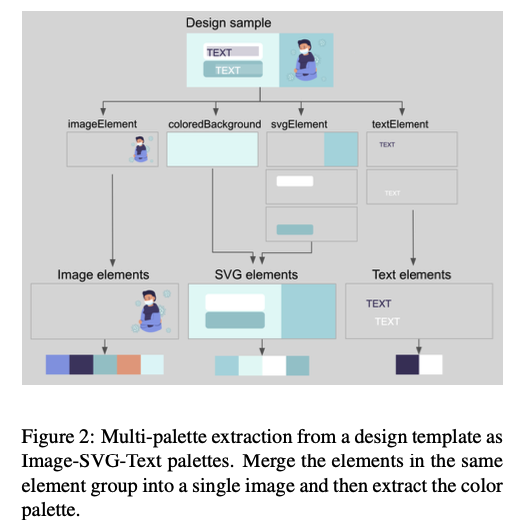 Design sample
TEXT
TEXT
imageElement coloredBackground svgElement textElement
TEXT
TEXT
Image elements SVG elements Text elements
TEXT
TEXT
Figure 2: Multi-palette extraction from a design template as
Image-SVG-Text palettes. Merge the elements in the same
element group into a single image and then extract the color
palette.